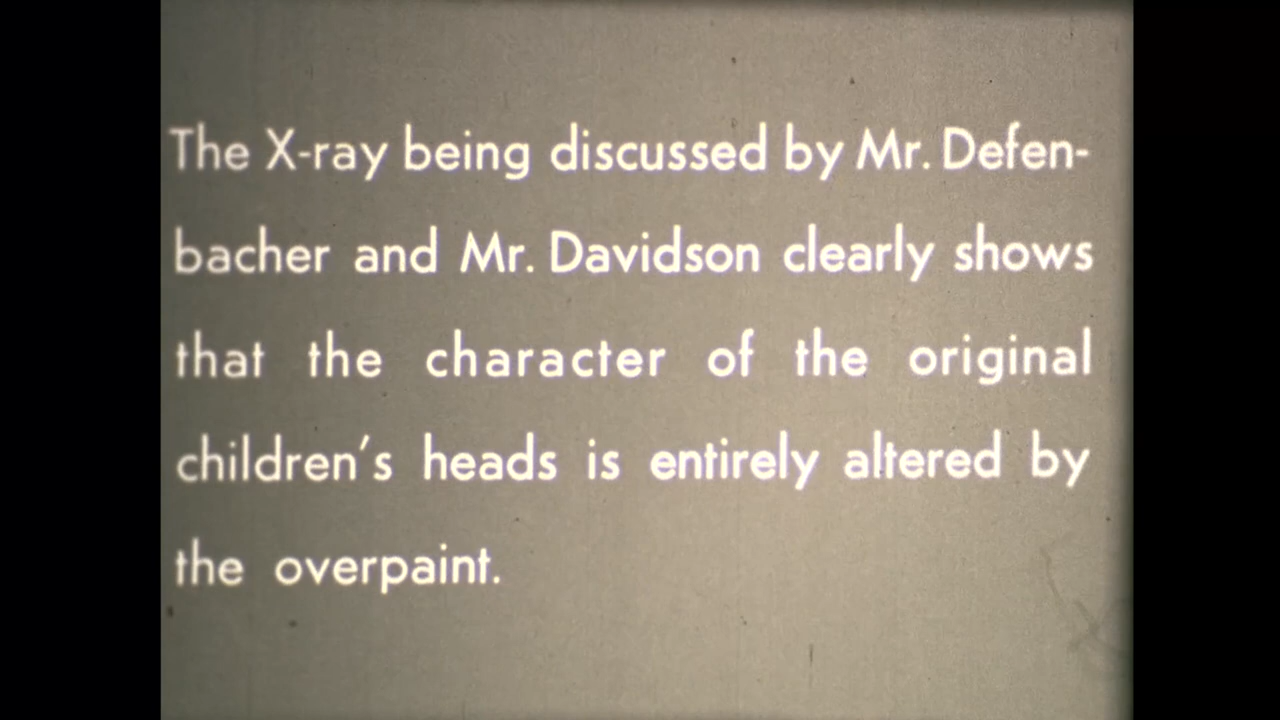 The X-ray being discussed by Mr. Defen-
bacher and Mr. Davidson clearly shows
that the character of the original
children's heads is entirely altered by
the overpaint.